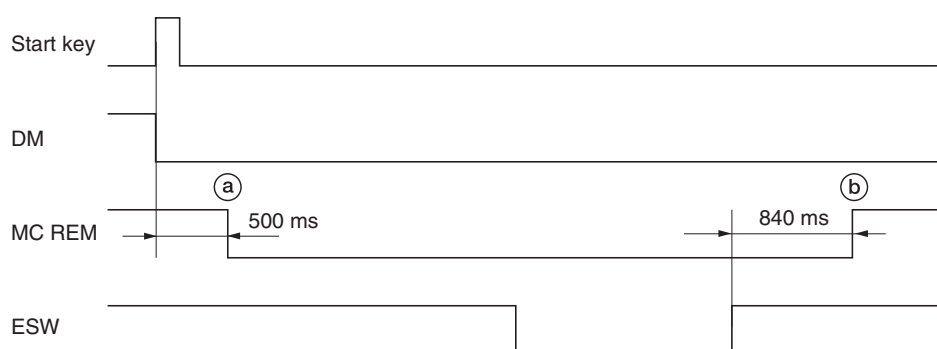 Start key
DM
a
b
MC REM
500 ms
840 ms
ESW